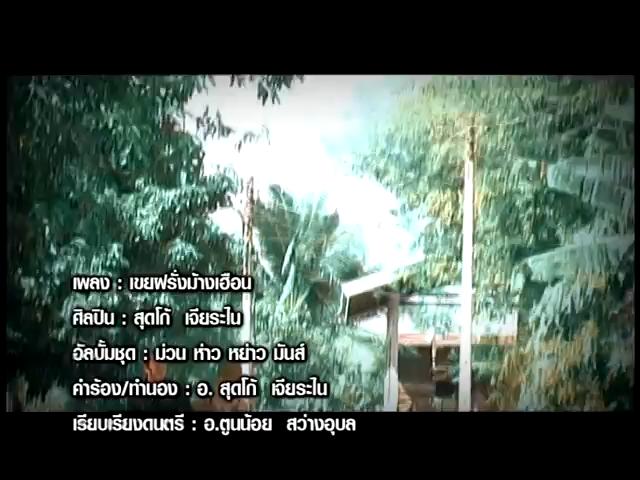 เพลง : เขยฝรั่งม้างเฮือน
ศิลปิน : สุดโก้ เจียระไน
อัลบั้มชุด : ม่วน ห่าว หย่าว มันส์
คำร้อง/ทำนอง : อ. สุดโก้ เจียระไน
เรียบเรียงดนตรี : อ.ตูนน้อย สว่างอุบล